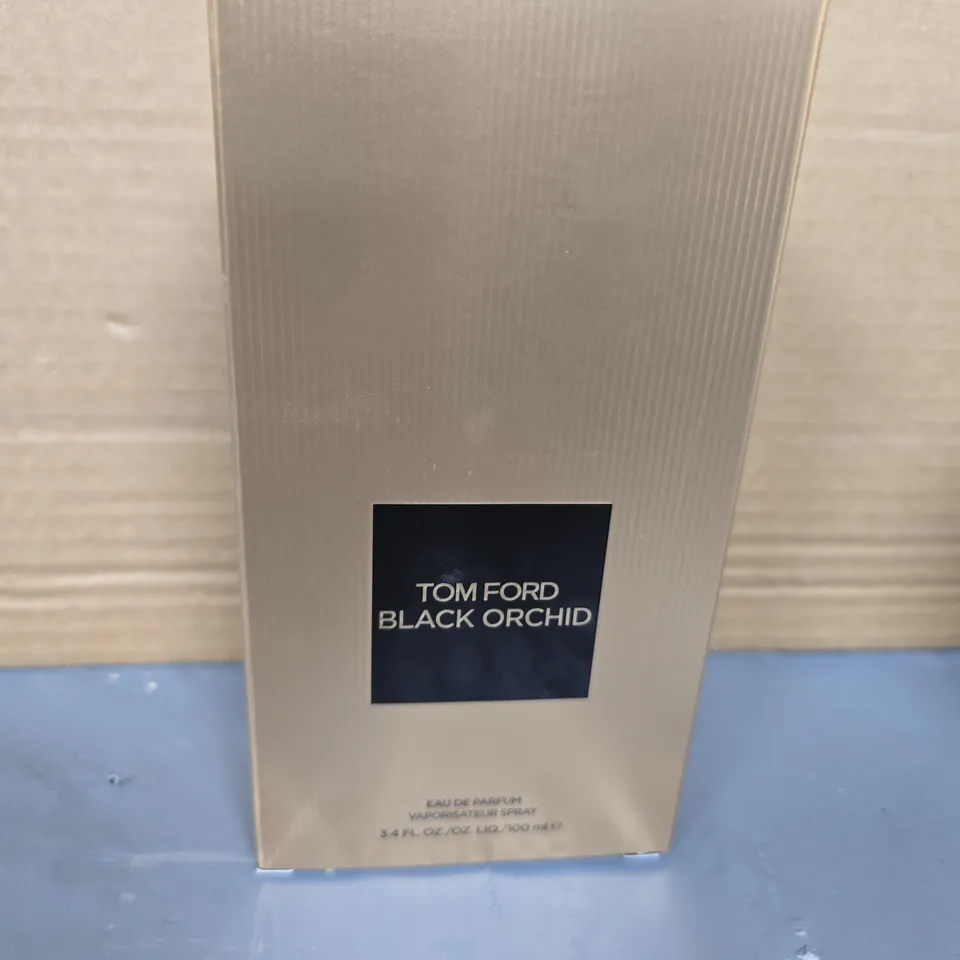 TOM FORD
BLACK ORCHID
EAU DE PARFUM
VAPORISATEUR SPRAY
3.4 FL. OZ./OZ. LIQ./100 ml ℮